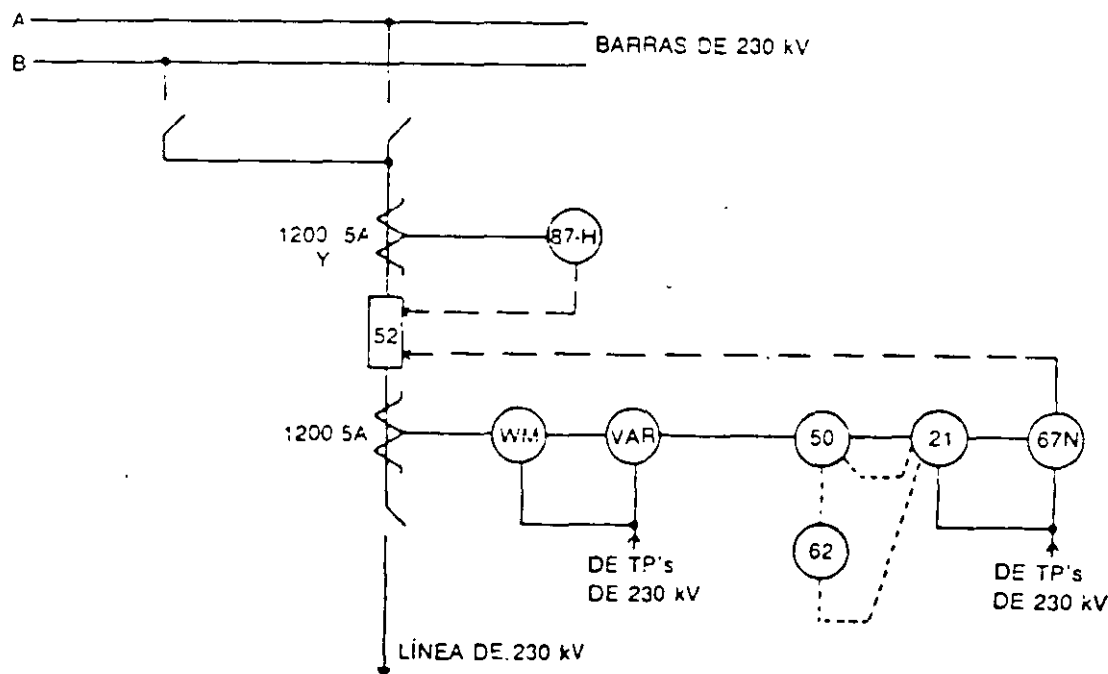 A
BARRAS DE 230 kV
B
1200 5A
Y
87-H
52
1200 5A
WM
VAR
50
21
67N
62
DE TP's
DE 230 kV
DE TP's
DE 230 kV
LÍNEA DE 230 kV